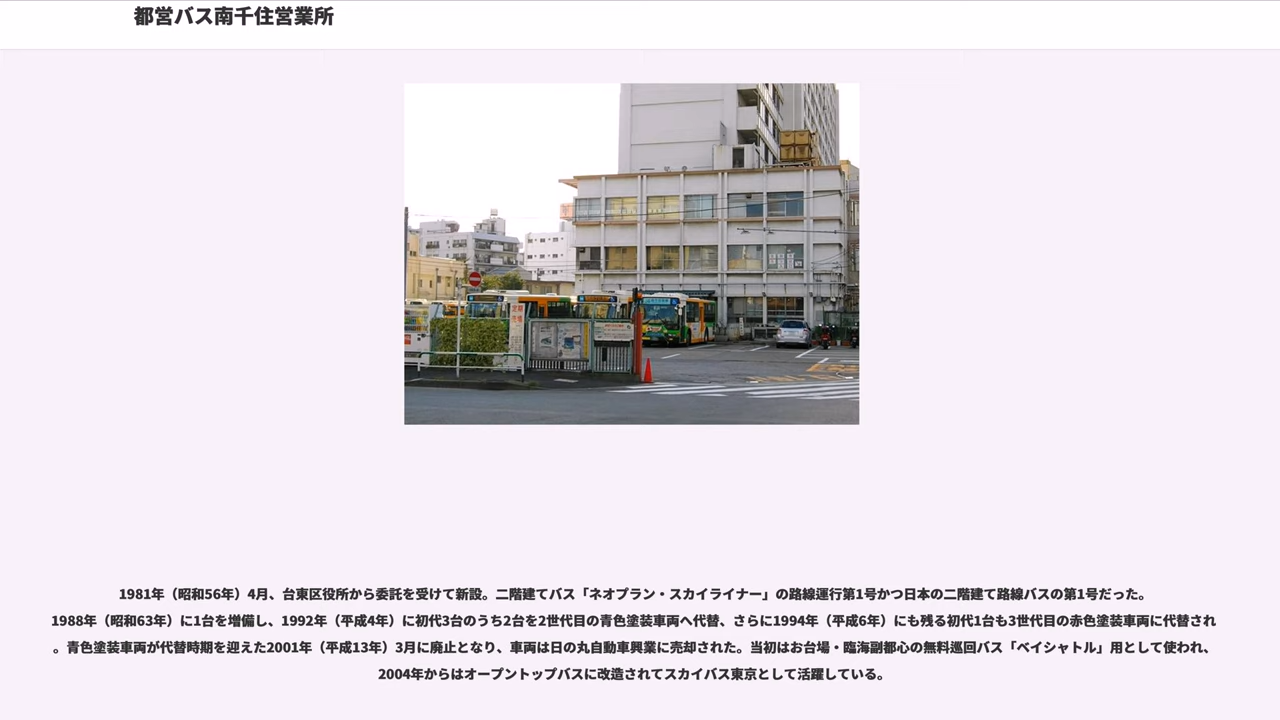 都営バス南千住営業所
1981年（昭和56年）4月、台東区役所から委託を受けて新設。二階建てバス「ネオプラン・スカイライナー」の路線運行第1号かつ日本の二階建て路線バスの第1号だった。
1988年（昭和63年）に1台を増備し、1992年（平成4年）に初代3台のうち2台を2世代目の青色塗装車両へ代替、さらに1994年（平成6年）にも残る初代1台も3世代目の赤色塗装車両に代替され
。青色塗装車両が代替時期を迎えた2001年（平成13年）3月に廃止となり、車両は日の丸自動車興業に売却された。当初はお台場・臨海副都心の無料巡回バス「ベイシャトル」用として使われ、
2004年からはオープントップバスに改造されてスカイバス東京として活躍している。